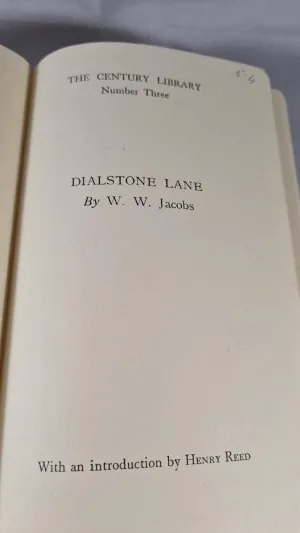 THE CENTURY LIBRARY
Number Three
DIALSTONE LANE
By W. W. Jacobs
With an introduction by HENRY REED